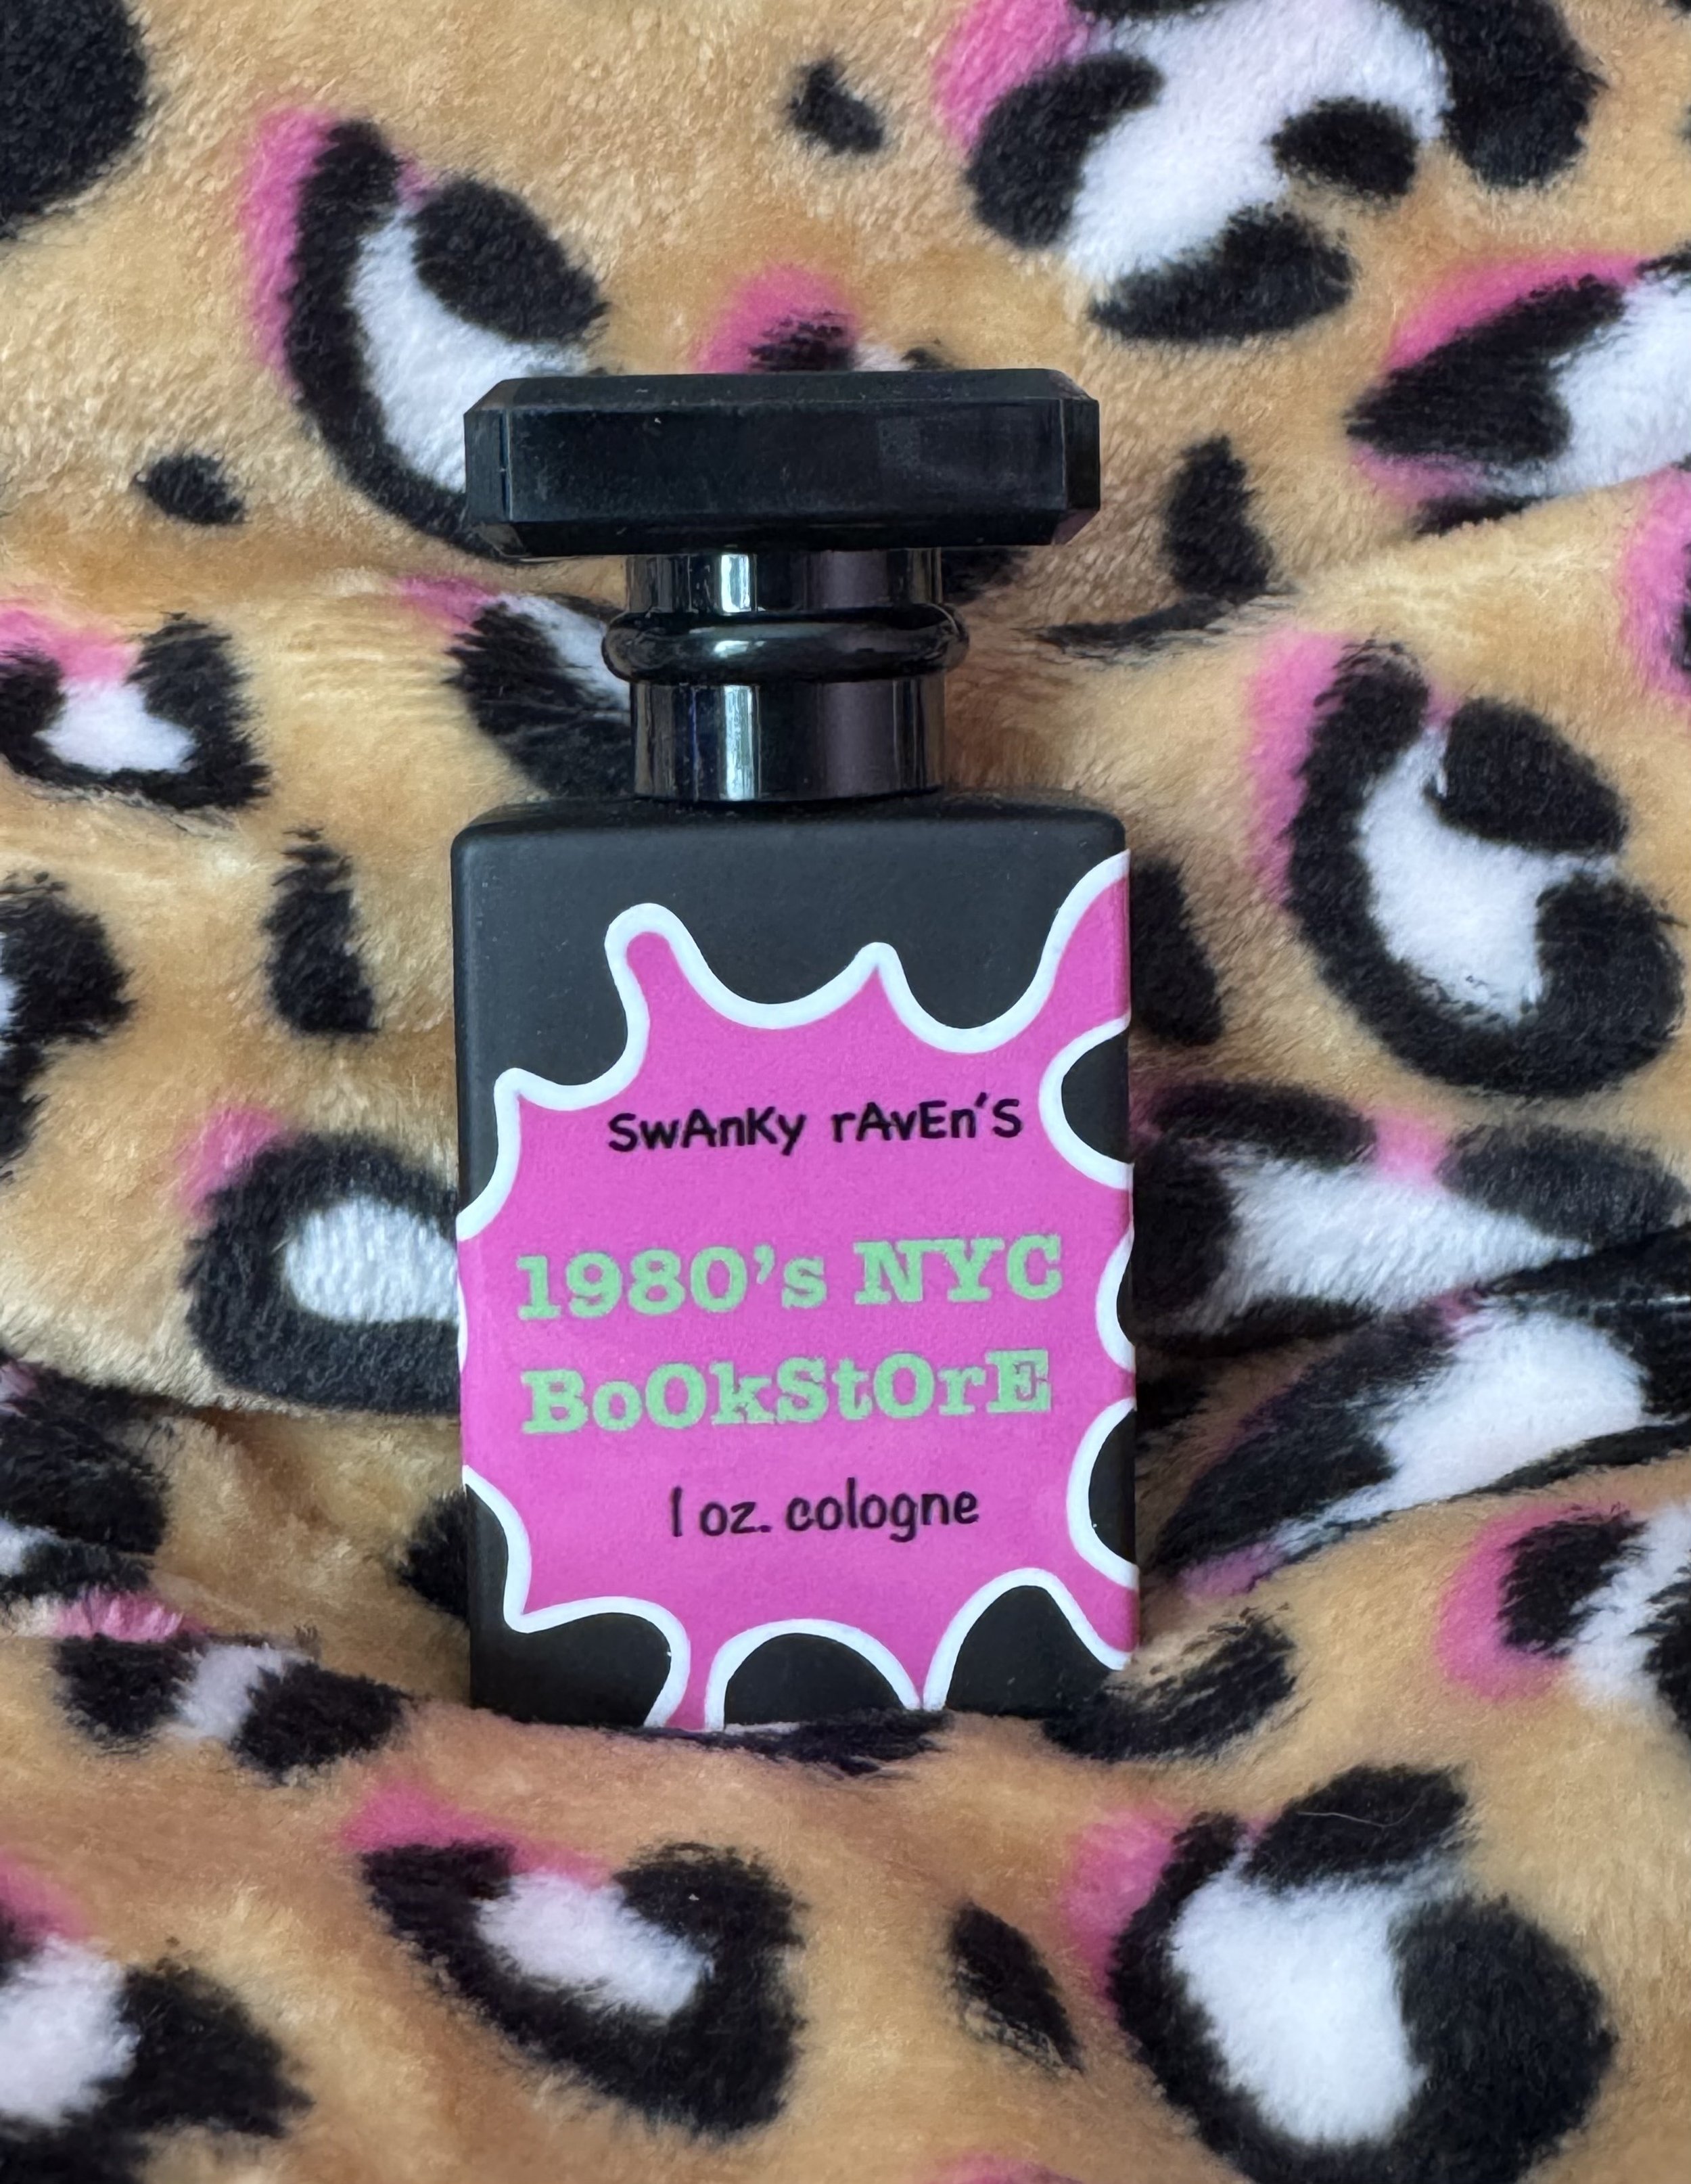 SwAnKy rAvEn'S
1980's NYC
BoOkStOrE
1 oz. cologne